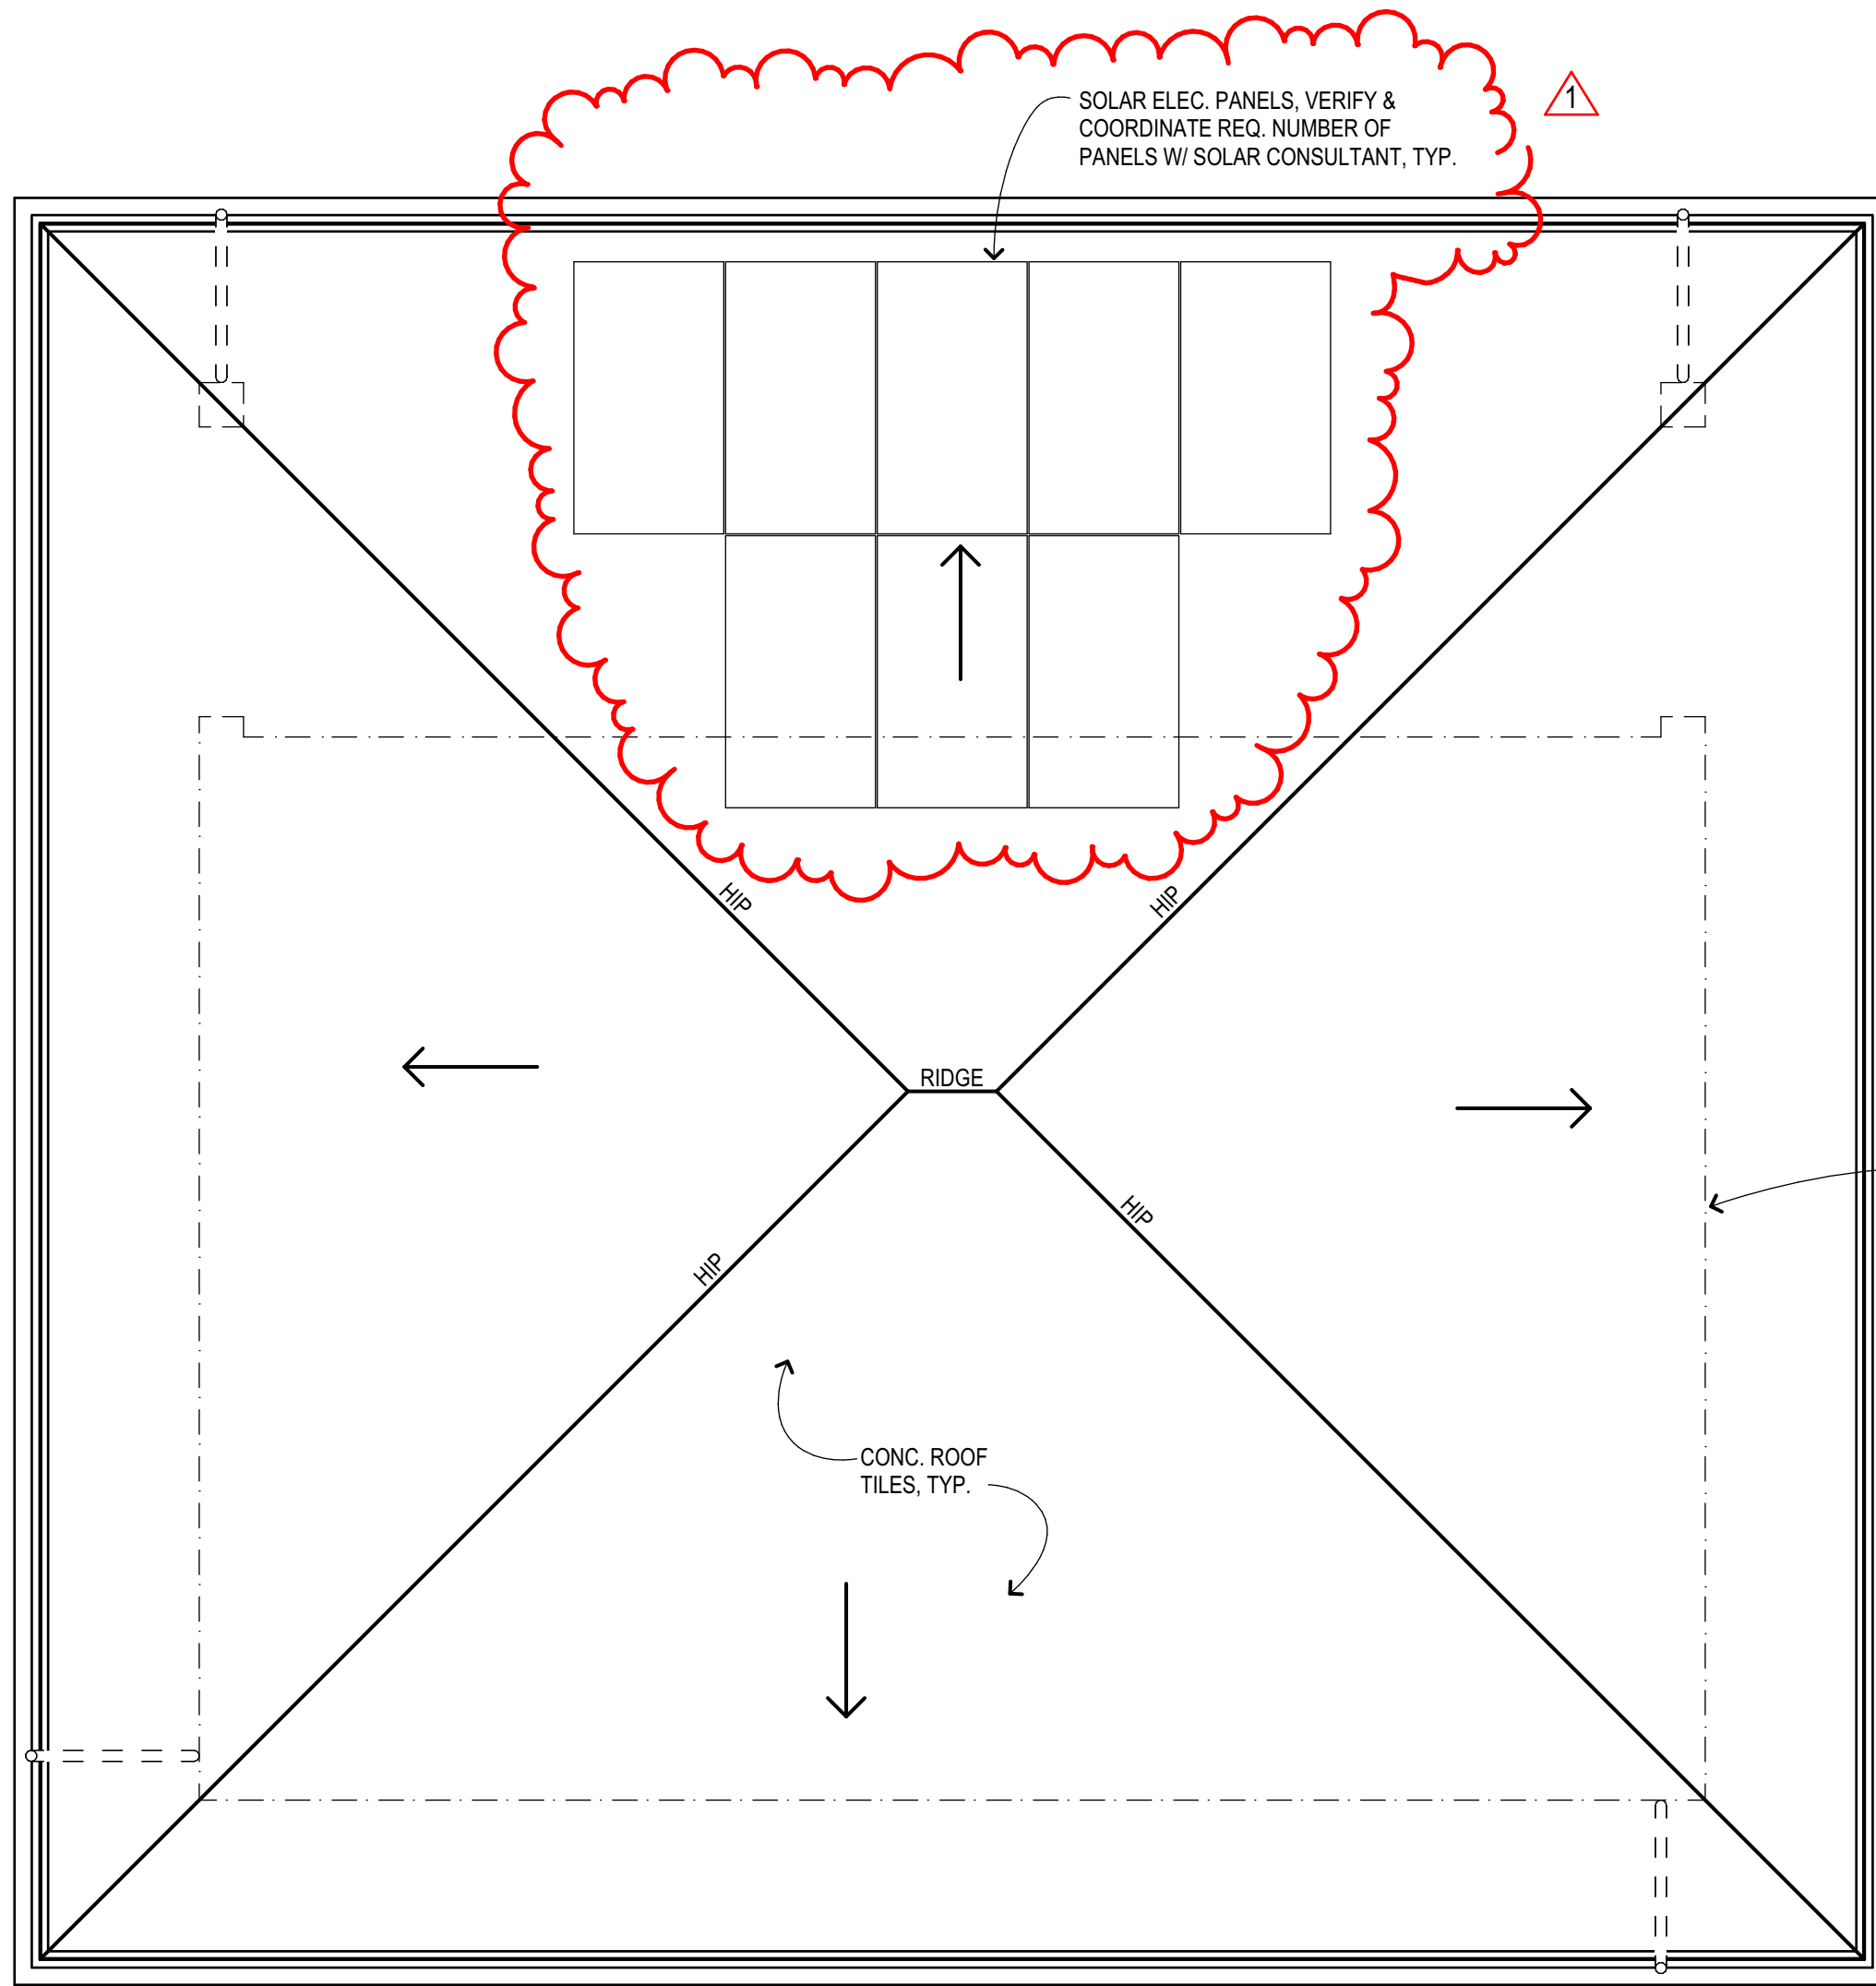 SOLAR ELEC. PANELS, VERIFY &
COORDINATE REQ. NUMBER OF
PANELS W/ SOLAR CONSULTANT, TYP.
1
HIP
HIP
RIDGE
HIP
HIP
CONC. ROOF
TILES, TYP.